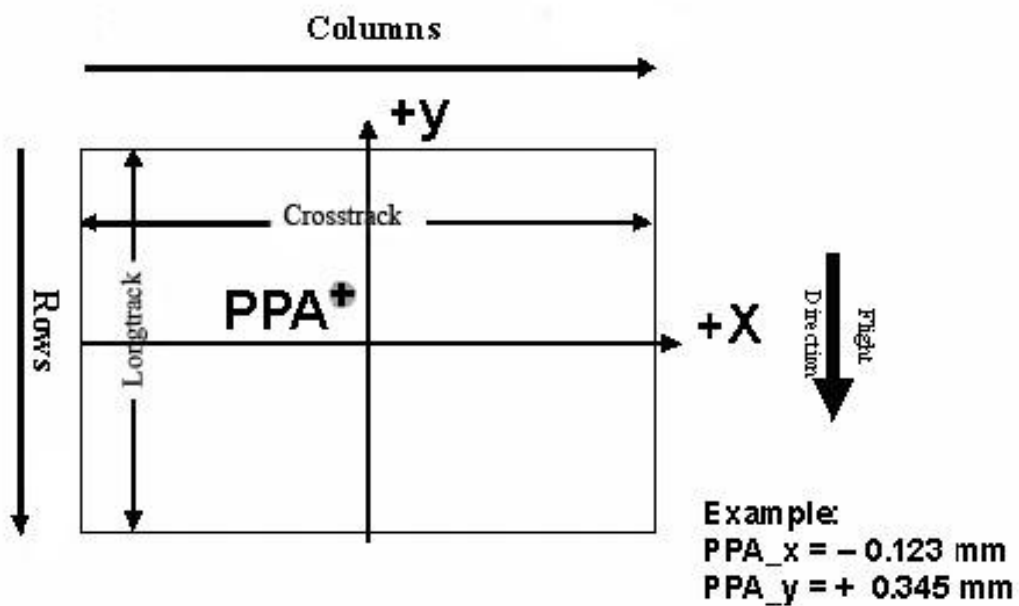 Columns
+y
Crosstrack
Rows
Longtrack
PPA+
+X
Flight
Direction
Example:
PPA_x = – 0.123 mm
PPA_y = + 0.345 mm